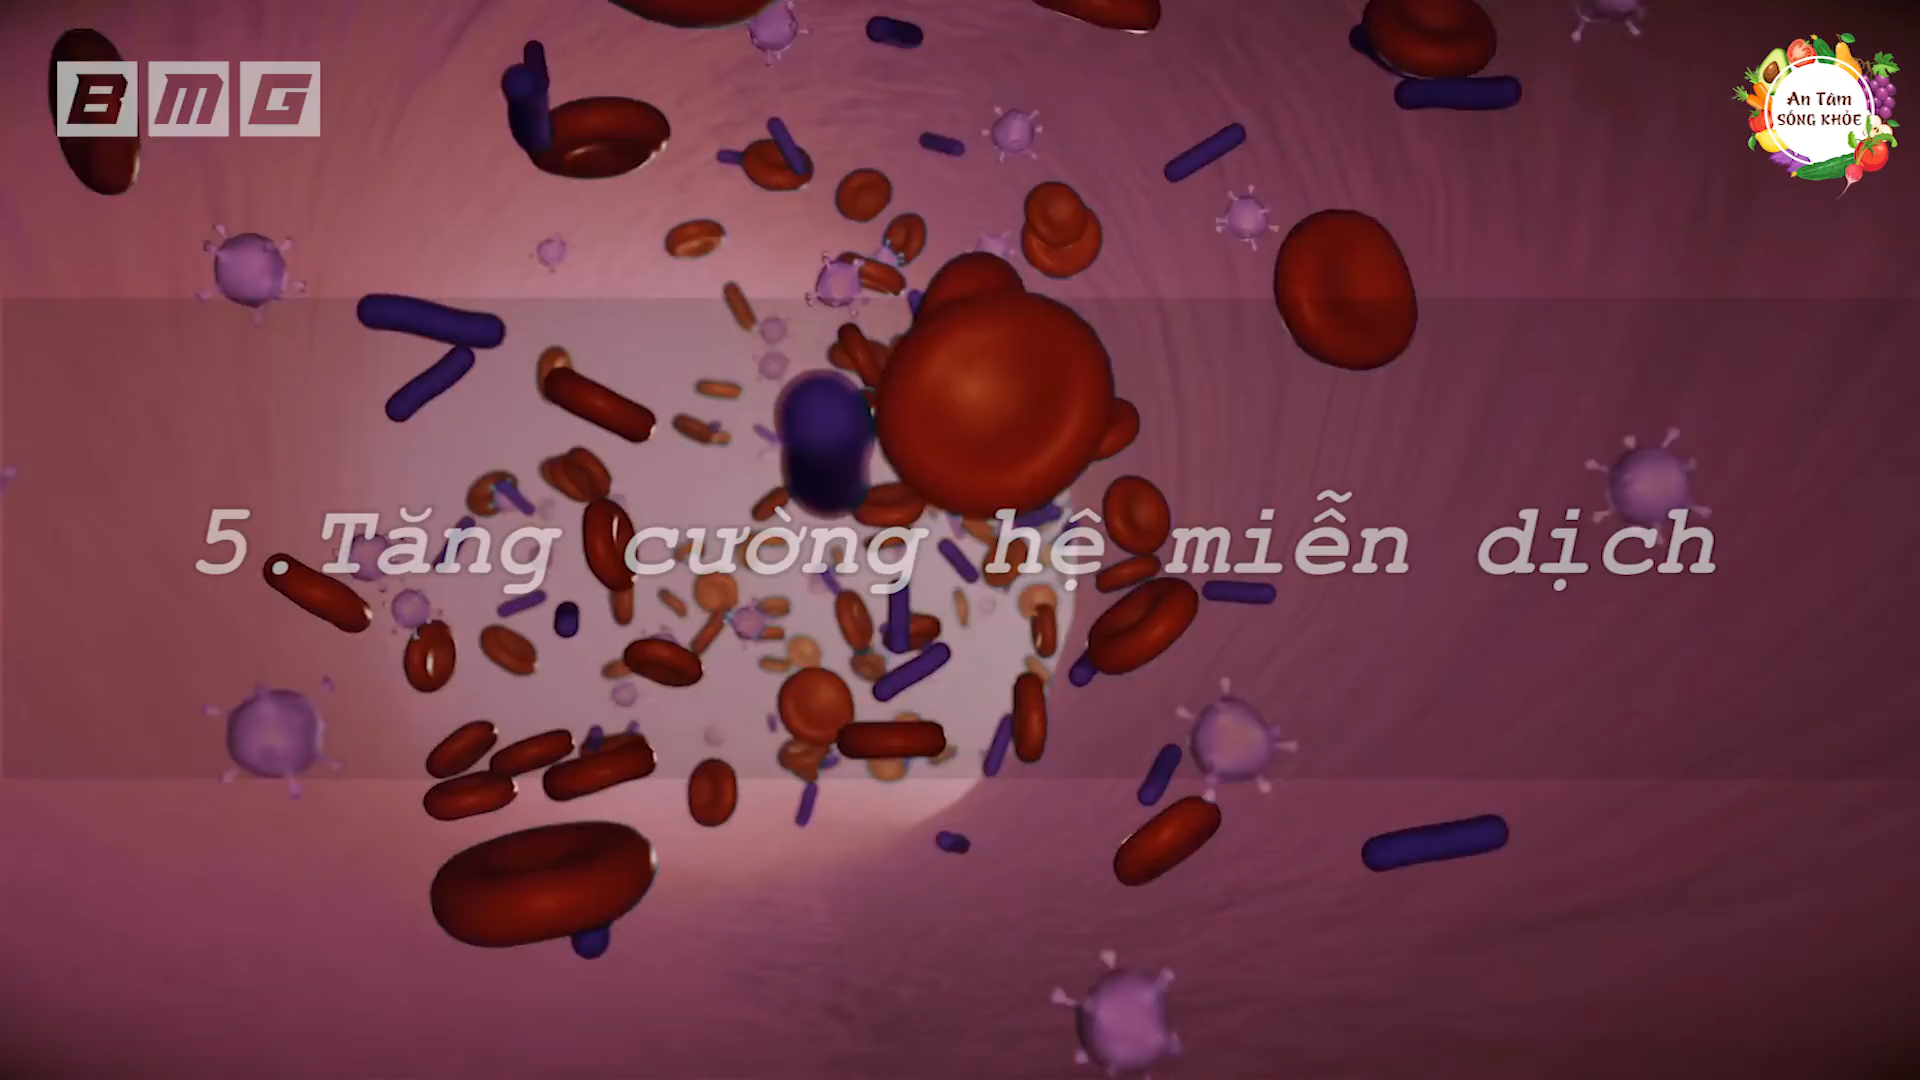 BMG
An Tâm
SỐNG KHỎE
5.Tăng cường hệ miễn dịch